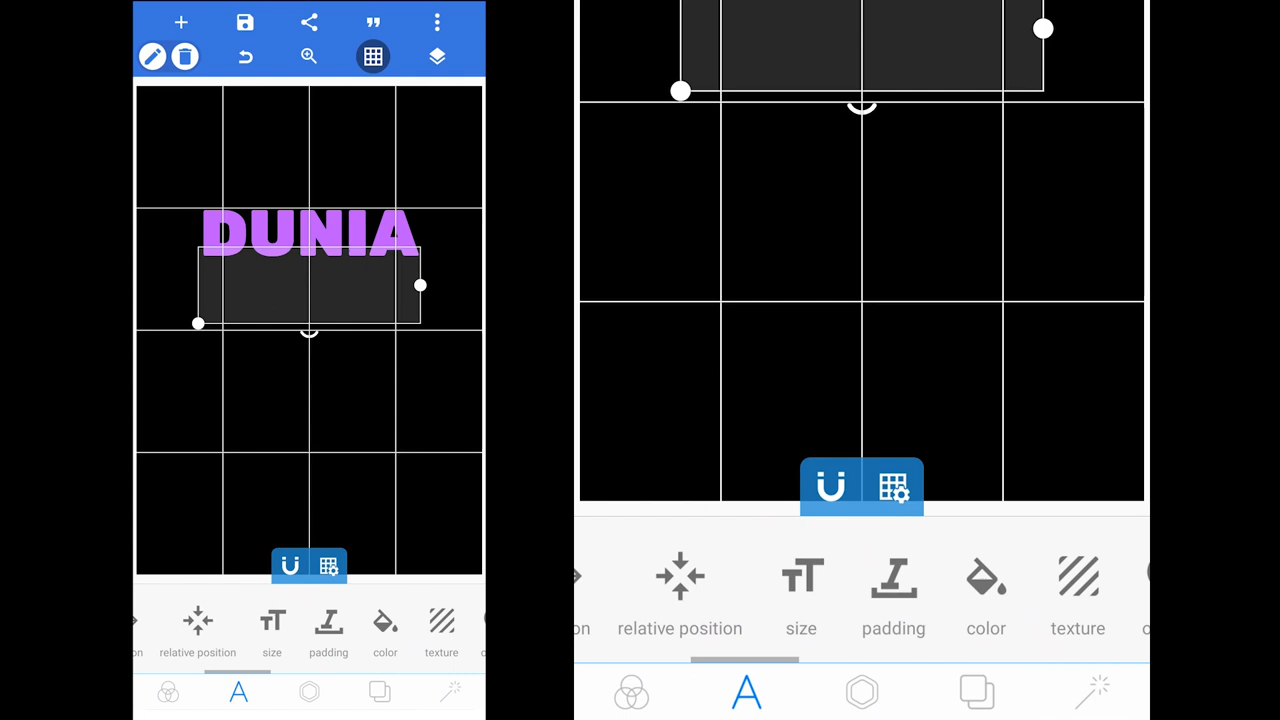 DUNIA
on relative position size padding color texture o
on relative position size padding color texture o